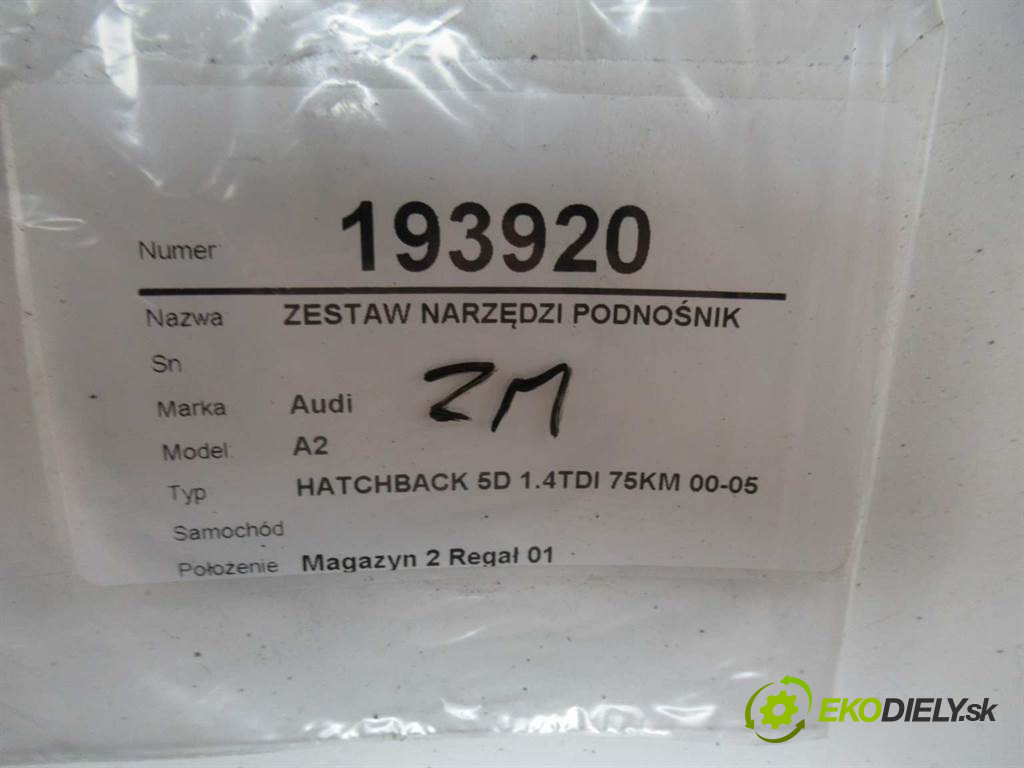 Numer 193920
Nazwa ZESTAW NARZĘDZI PODNOŚNIK
Sn
ZM
Marka Audi
Model: A2
Typ HATCHBACK 5D 1.4TDI 75KM 00-05
Samochód
Położenie Magazyn 2 Regał 01
EKODIELY.sk